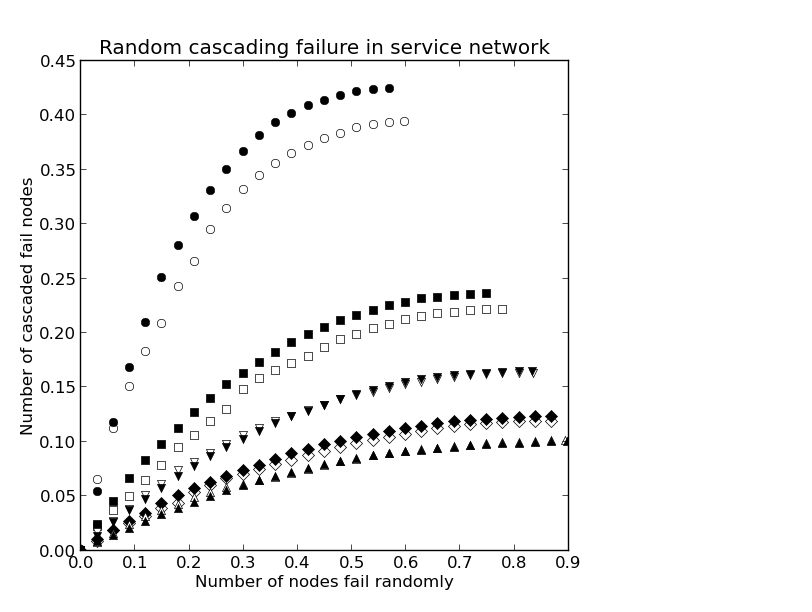 Random cascading failure in service network
0.45
0.40
0.35
0.30
0.25
0.20
0.15
0.10
0.05
0.00
Number of cascaded fail nodes
0.0 0.1 0.2 0.3 0.4 0.5 0.6 0.7 0.8 0.9
Number of nodes fail randomly